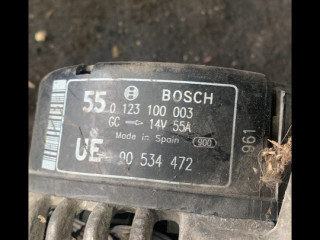 BOSCH
55 0 123 100 003
GC 14V 55A
Made in Spain 900
UE 90 534 472
961